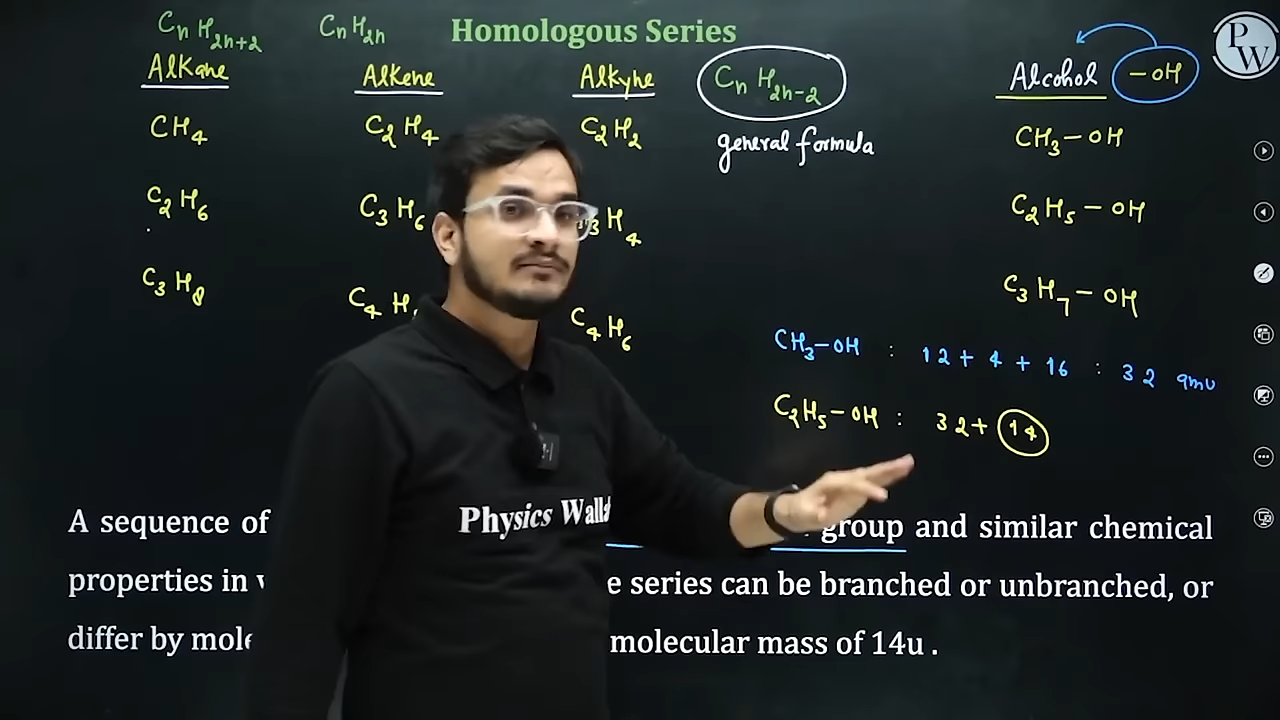 Homologous Series
CnH2n+2
CnH2n
Alkane
Alkene
Alkyne
CnH2n-2
general formula
Alcohol -OH
PW
CH4
C2H4
C2H2
CH3-OH
C2H6
C3H6
H4
C2H5-OH
C3H8
C4H
C4H6
C3H7-OH
CH3-OH : 12+4+16 : 32 amu
C2H5-OH : 32+14
A sequence of group and similar chemical
properties in series can be branched or unbranched, or
differ by molecular mass of 14u.
Physics